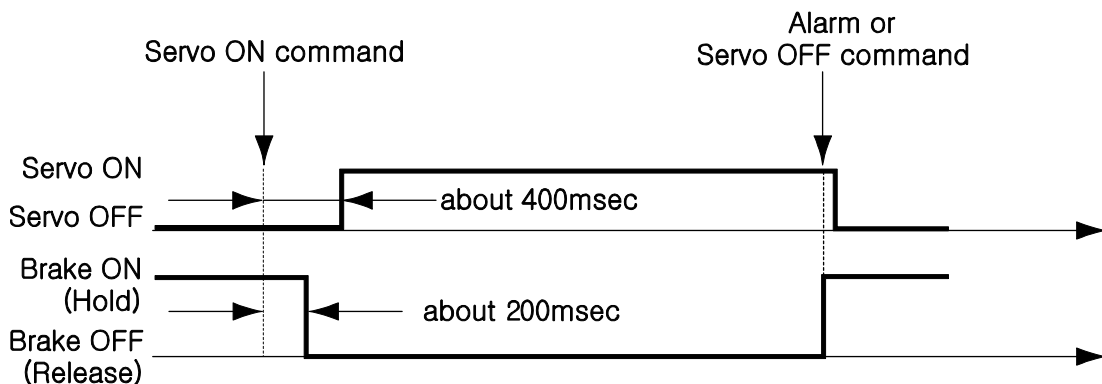 Servo ON command
Alarm or
Servo OFF command
Servo ON
about 400msec
Servo OFF
Brake ON
(Hold)
about 200msec
Brake OFF
(Release)